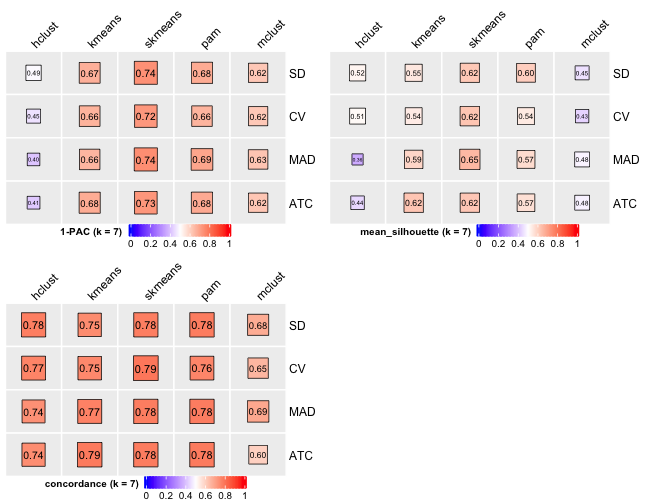 hclust kmeans skmeans pam mclust
0.49 0.67 0.74 0.68 0.62 SD
0.45 0.66 0.72 0.66 0.62 CV
0.40 0.66 0.74 0.69 0.63 MAD
0.41 0.68 0.73 0.68 0.62 ATC
1-PAC (k = 7)
0 0.2 0.4 0.6 0.8 1
hclust kmeans skmeans pam mclust
0.52 0.55 0.62 0.60 0.45 SD
0.51 0.54 0.62 0.54 0.43 CV
0.59 0.65 0.57 0.48 MAD
0.44 0.62 0.62 0.57 0.48 ATC
mean_silhouette (k = 7)
0 0.2 0.4 0.6 0.8 1
hclust kmeans skmeans pam mclust
0.78 0.75 0.78 0.78 0.68 SD
0.77 0.75 0.79 0.76 0.65 CV
0.74 0.77 0.78 0.78 0.69 MAD
0.74 0.79 0.78 0.78 0.60 ATC
concordance (k = 7)
0 0.2 0.4 0.6 0.8 1